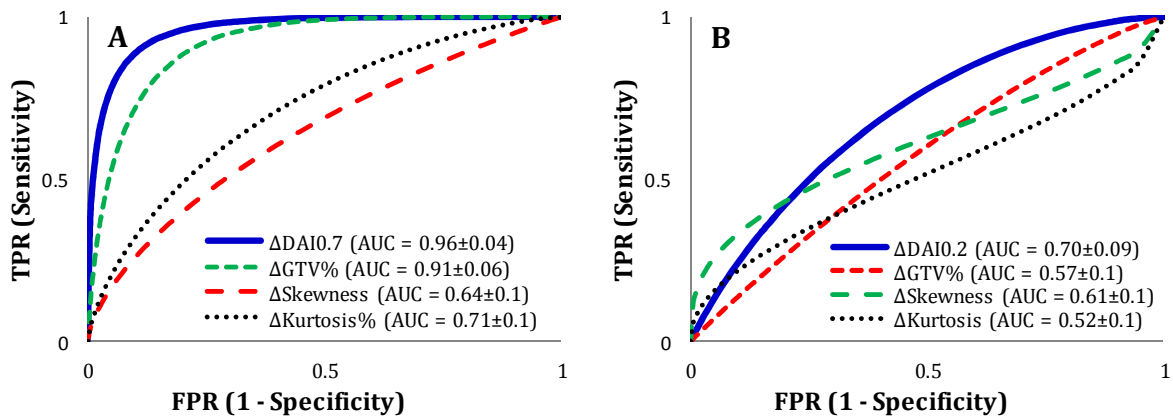 A
1
0.5
0
TPR (Sensitivity)
ΔDAI0.7 (AUC = 0.96±0.04)
ΔGTV% (AUC = 0.91±0.06)
ΔSkewness (AUC = 0.64±0.1)
ΔKurtosis% (AUC = 0.71±0.1)
0
0.5
1
FPR (1 - Specificity)
B
1
0.5
0
TPR (Sensitivity)
ΔDAI0.2 (AUC = 0.70±0.09)
ΔGTV% (AUC = 0.57±0.1)
ΔSkewness (AUC = 0.61±0.1)
ΔKurtosis (AUC = 0.52±0.1)
0
0.5
1
FPR (1 - Specificity)